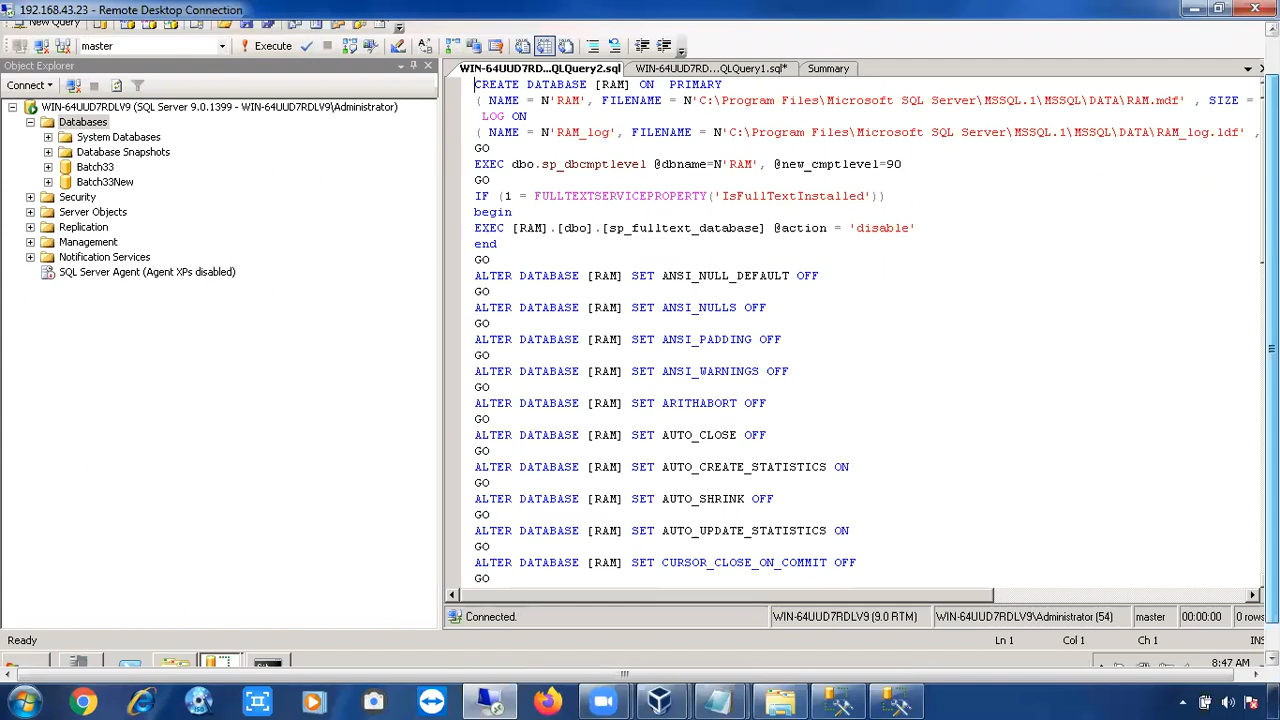 192.168.43.23 - Remote Desktop Connection
New Query
master
Execute
Object Explorer
WIN-64UUD7RD...QLQuery2.sql
WIN-64UUD7RD...QLQuery1.sql*
Summary
Connect
WIN-64UUD7RDLV9 (SQL Server 9.0.1399 - WIN-64UUD7RDLV9\Administrator)
Databases
System Databases
Database Snapshots
Batch33
Batch33New
Security
Server Objects
Replication
Management
Notification Services
SQL Server Agent (Agent XPs disabled)
CREATE DATABASE [RAM] ON PRIMARY
( NAME = N'RAM', FILENAME = N'C:\Program Files\Microsoft SQL Server\MSSQL.1\MSSQL\DATA\RAM.mdf' , SIZE =
LOG ON
( NAME = N'RAM_log', FILENAME = N'C:\Program Files\Microsoft SQL Server\MSSQL.1\MSSQL\DATA\RAM_log.ldf' ,
GO
EXEC dbo.sp_dbcmptlevel @dbname=N'RAM', @new_cmptlevel=90
GO
IF (1 = FULLTEXTSERVICEPROPERTY('IsFullTextInstalled'))
begin
EXEC [RAM].[dbo].[sp_fulltext_database] @action = 'disable'
end
GO
ALTER DATABASE [RAM] SET ANSI_NULL_DEFAULT OFF
GO
ALTER DATABASE [RAM] SET ANSI_NULLS OFF
GO
ALTER DATABASE [RAM] SET ANSI_PADDING OFF
GO
ALTER DATABASE [RAM] SET ANSI_WARNINGS OFF
GO
ALTER DATABASE [RAM] SET ARITHABORT OFF
GO
ALTER DATABASE [RAM] SET AUTO_CLOSE OFF
GO
ALTER DATABASE [RAM] SET AUTO_CREATE_STATISTICS ON
GO
ALTER DATABASE [RAM] SET AUTO_SHRINK OFF
GO
ALTER DATABASE [RAM] SET AUTO_UPDATE_STATISTICS ON
GO
ALTER DATABASE [RAM] SET CURSOR_CLOSE_ON_COMMIT OFF
GO
Connected.
WIN-64UUD7RDLV9 (9.0 RTM)
WIN-64UUD7RDLV9\Administrator (54)
master
00:00:00
0 rows
Ready
Ln 1
Col 1
Ch 1
INS
8:47 AM